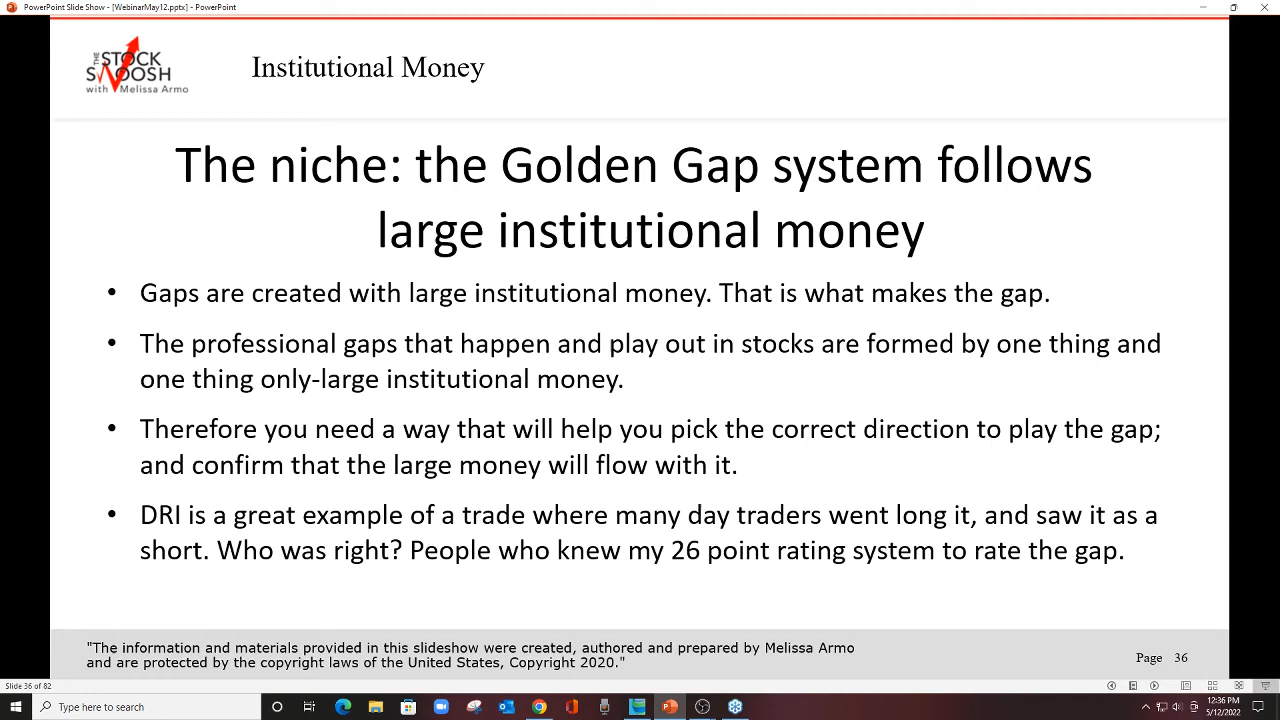 PowerPoint Slide Show - [WebinarMay12.pptx] - PowerPoint
THE
STOCK
SWOOSH
with Melissa Armo
Institutional Money
The niche: the Golden Gap system follows
large institutional money
• Gaps are created with large institutional money. That is what makes the gap.
• The professional gaps that happen and play out in stocks are formed by one thing and
one thing only-large institutional money.
• Therefore you need a way that will help you pick the correct direction to play the gap;
and confirm that the large money will flow with it.
• DRI is a great example of a trade where many day traders went long it, and saw it as a
short. Who was right? People who knew my 26 point rating system to rate the gap.
"The information and materials provided in this slideshow were created, authored and prepared by Melissa Armo
and are protected by the copyright laws of the United States, Copyright 2020."
Page 36
Slide 36 of 82
Type here to search
12:36 PM
5/12/2022